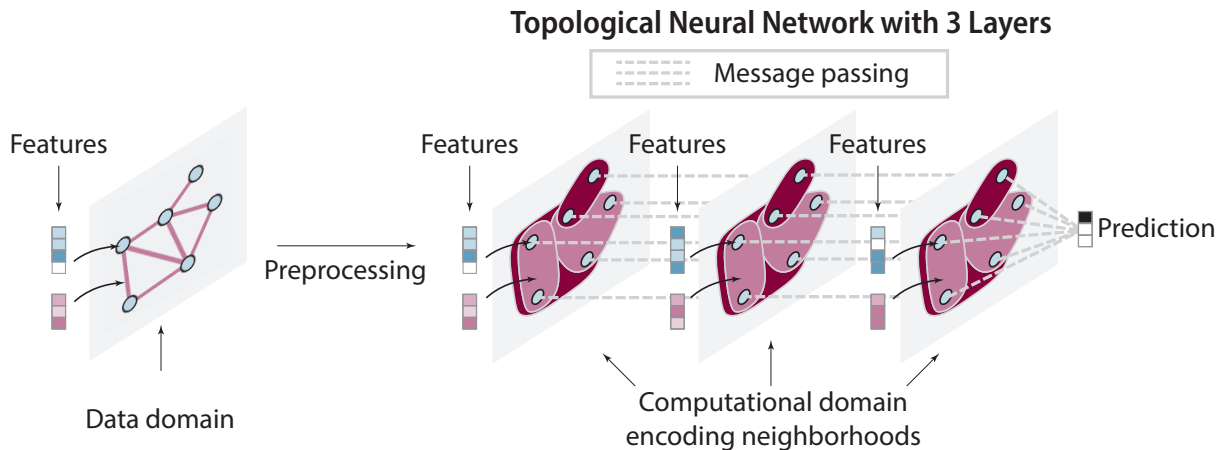 Topological Neural Network with 3 Layers
Message passing
Features
Features
Features
Features
Preprocessing
Prediction
Data domain
Computational domain
encoding neighborhoods